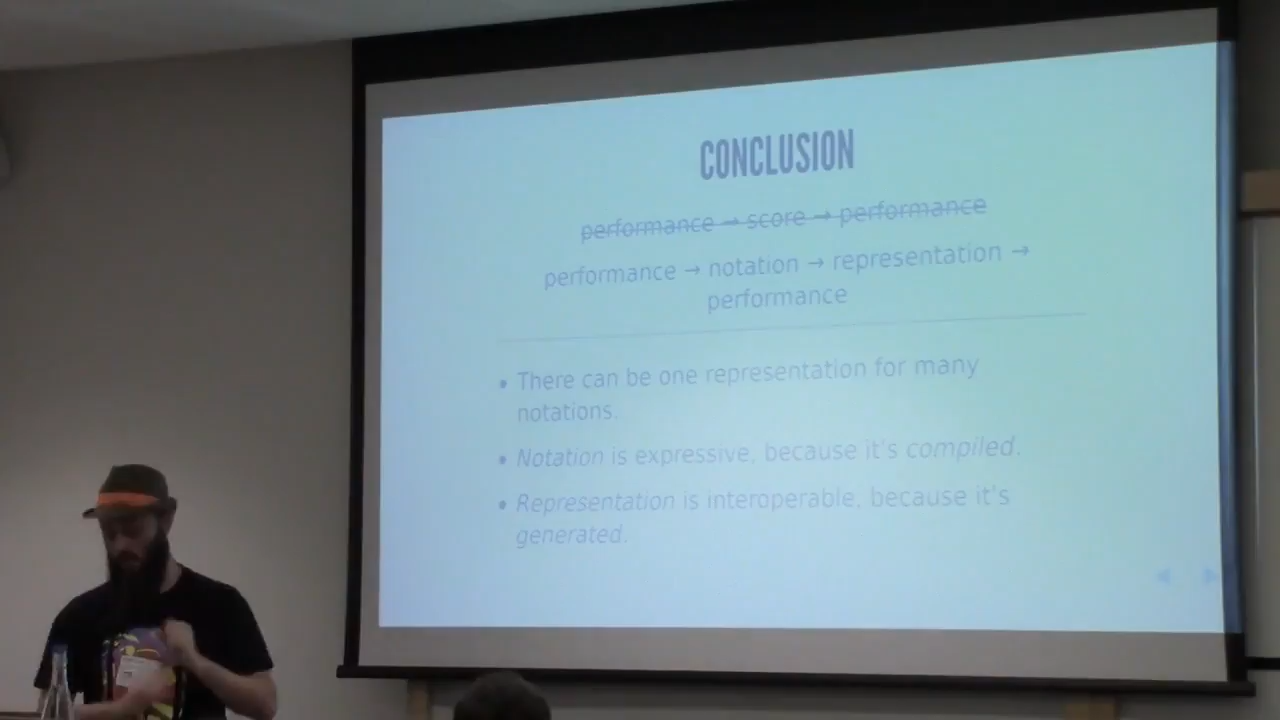 CONCLUSION
performance → score → performance
performance → notation → representation →
performance
• There can be one representation for many
notations.
• Notation is expressive, because it's compiled.
• Representation is interoperable, because it's
generated.